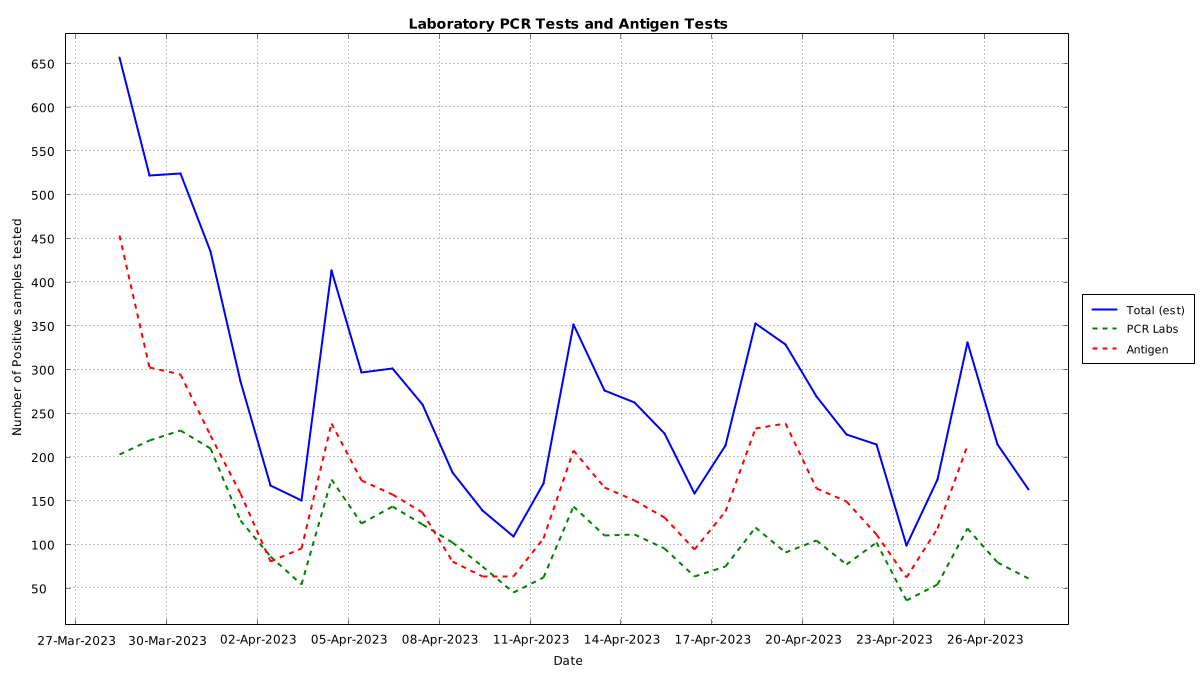 Laboratory PCR Tests and Antigen Tests
Number of Positive samples tested
650
600
550
500
450
400
350
300
250
200
150
100
50
27-Mar-2023 30-Mar-2023 02-Apr-2023 05-Apr-2023 08-Apr-2023 11-Apr-2023 14-Apr-2023 17-Apr-2023 20-Apr-2023 23-Apr-2023 26-Apr-2023
Date
Total (est)
PCR Labs
Antigen